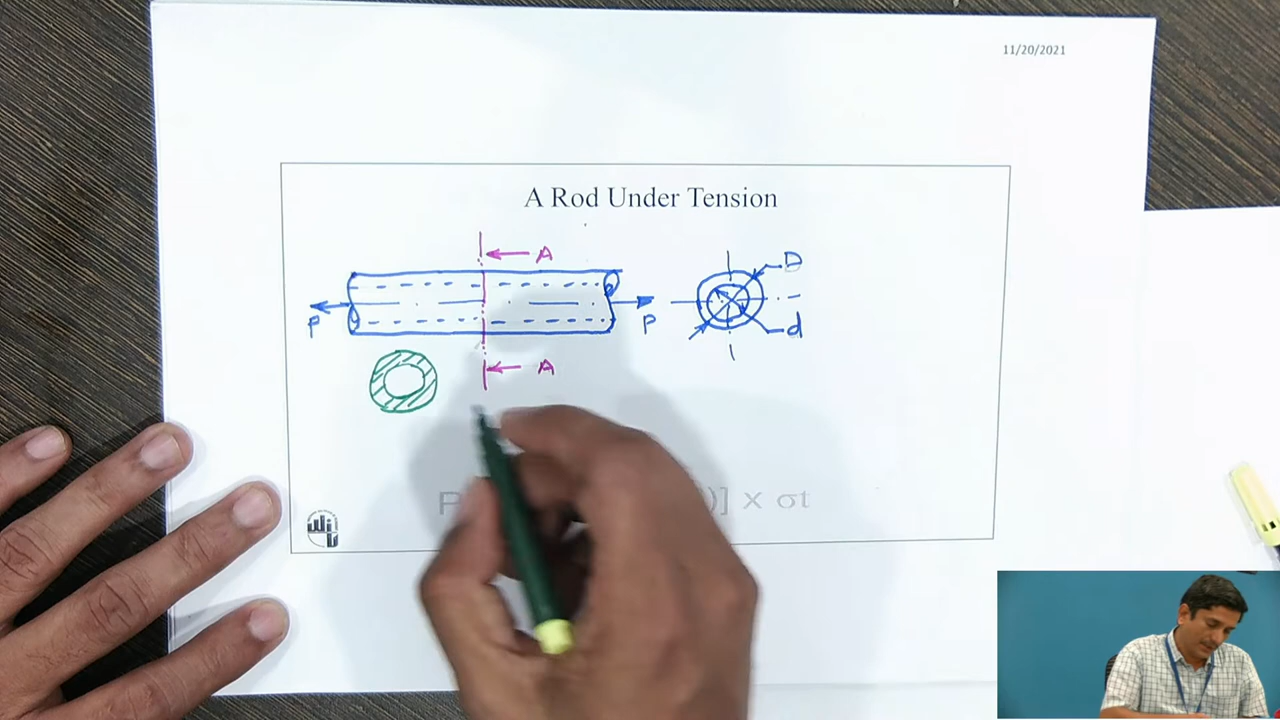 11/20/2021
A Rod Under Tension
A
D
P
P
d
A
P )] × σt